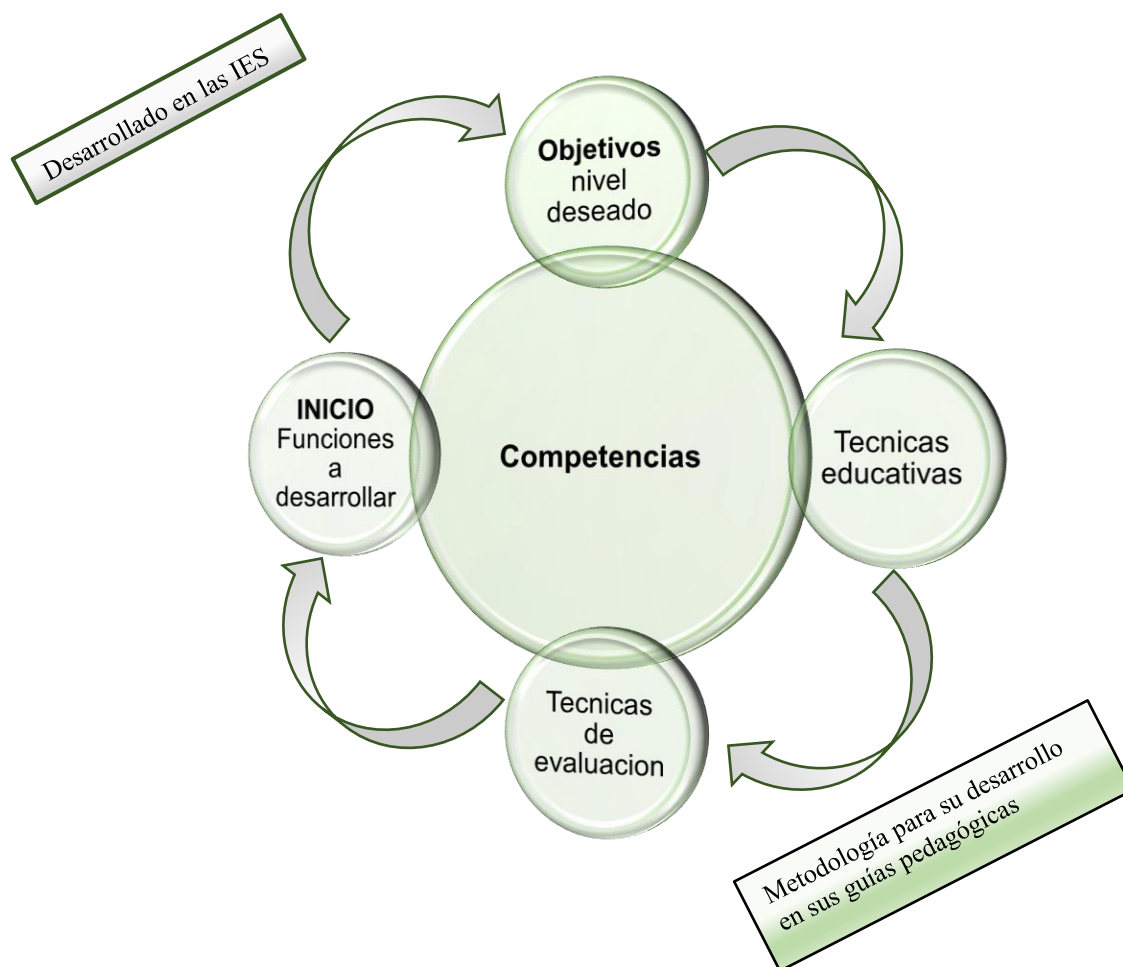 Desarrollado en las IES
Objetivos
nivel
deseado
INICIO
Funciones
a
desarrollar
Competencias
Tecnicas
educativas
Tecnicas
de
evaluacion
Metodología para su desarrollo
en sus guías pedagógicas